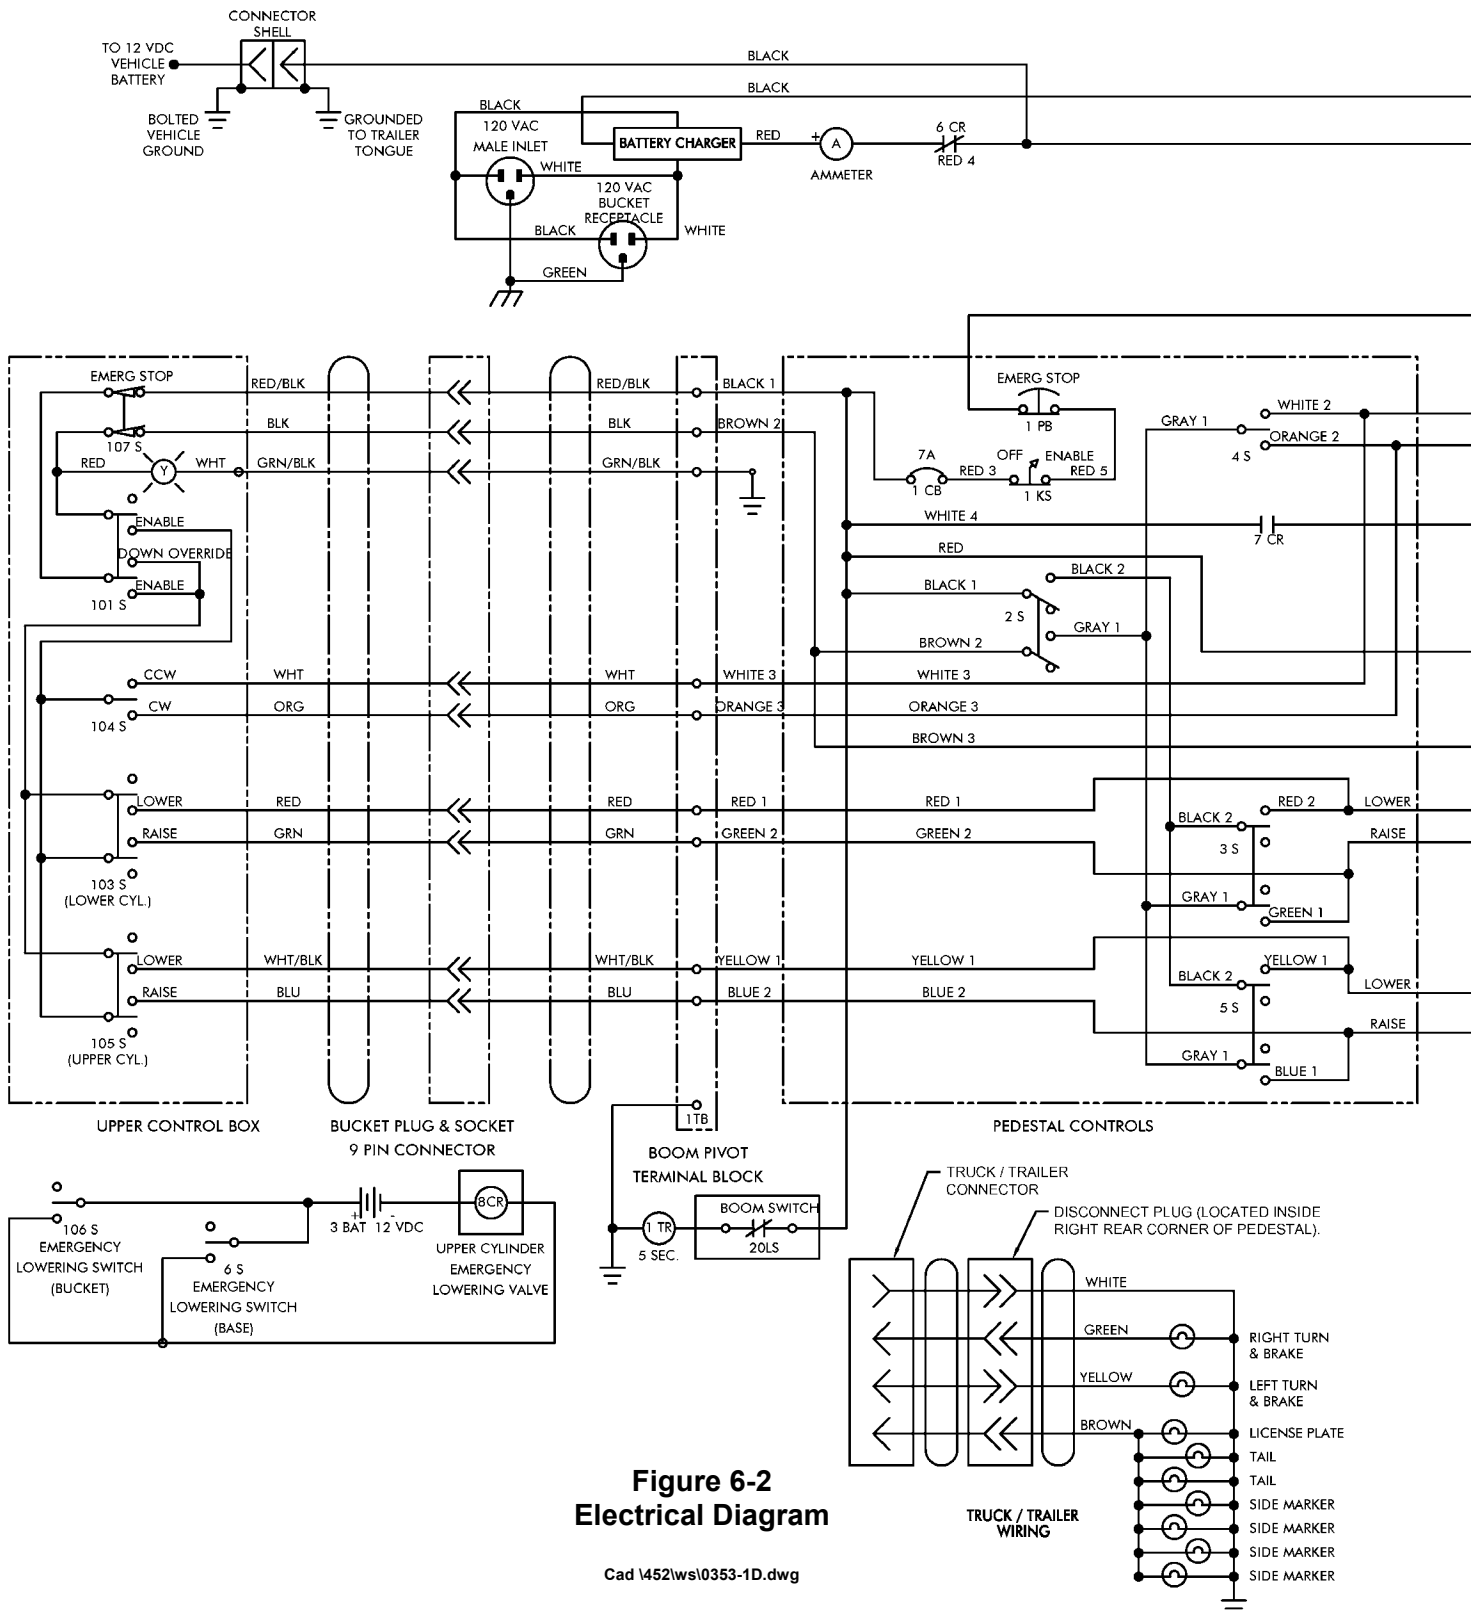 CONNECTOR
SHELL
TO 12 VDC
VEHICLE
BATTERY
BOLTED
VEHICLE
GROUND
GROUNDED
TO TRAILER
TONGUE
BLACK
BLACK
BLACK
120 VAC
MALE INLET
WHITE
BATTERY CHARGER
RED
+
A
AMMETER
6 CR
RED 4
120 VAC
BUCKET
RECEPTACLE
BLACK
WHITE
GREEN
EMERG STOP
107 S
RED
Y
WHT
ENABLE
DOWN OVERRIDE
ENABLE
101 S
CCW
CW
104 S
LOWER
RAISE
103 S
(LOWER CYL.)
LOWER
RAISE
105 S
(UPPER CYL.)
UPPER CONTROL BOX
RED/BLK
BLK
GRN/BLK
WHT
ORG
RED
GRN
WHT/BLK
BLU
BUCKET PLUG & SOCKET
9 PIN CONNECTOR
RED/BLK
BLK
GRN/BLK
WHT
ORG
RED
GRN
WHT/BLK
BLU
BLACK 1
BROWN 2
WHITE 3
ORANGE 3
RED 1
GREEN 2
YELLOW 1
BLUE 2
1TB
BOOM PIVOT
TERMINAL BLOCK
EMERG STOP
1 PB
7A
1 CB
RED 3
OFF
ENABLE
1 KS
RED 5
GRAY 1
WHITE 2
ORANGE 2
4 S
WHITE 4
7 CR
RED
BLACK 1
BLACK 2
2 S
GRAY 1
BROWN 2
WHITE 3
ORANGE 3
BROWN 3
RED 1
GREEN 2
BLACK 2
RED 2
LOWER
3 S
RAISE
GRAY 1
GREEN 1
YELLOW 1
BLUE 2
BLACK 2
YELLOW 1
LOWER
5 S
RAISE
GRAY 1
BLUE 1
PEDESTAL CONTROLS
106 S
EMERGENCY
LOWERING SWITCH
(BUCKET)
6 S
EMERGENCY
LOWERING SWITCH
(BASE)
+ -
3 BAT 12 VDC
8CR
UPPER CYLINDER
EMERGENCY
LOWERING VALVE
1 TR
5 SEC.
BOOM SWITCH
20LS
TRUCK / TRAILER
CONNECTOR
DISCONNECT PLUG (LOCATED INSIDE
RIGHT REAR CORNER OF PEDESTAL).
WHITE
GREEN
RIGHT TURN
& BRAKE
YELLOW
LEFT TURN
& BRAKE
BROWN
LICENSE PLATE
TAIL
TAIL
SIDE MARKER
SIDE MARKER
SIDE MARKER
SIDE MARKER
TRUCK / TRAILER
WIRING
Figure 6-2
Electrical Diagram
Cad \452\ws\0353-1D.dwg